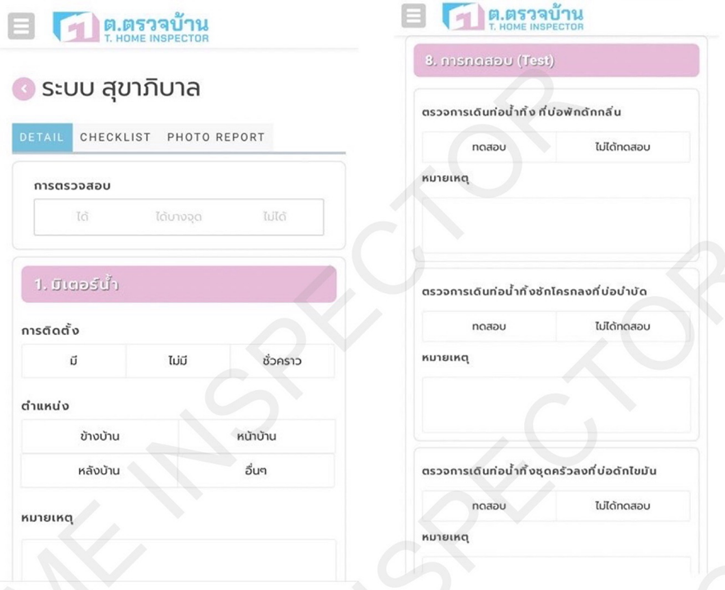 ต.ตรวจบ้าน
T. HOME INSPECTOR
ระบบ สุขาภิบาล
DETAIL CHECKLIST PHOTO REPORT
การตรวจสอบ
ได้ ได้บางจุด ไม่ได้
1. มิเตอร์น้ำ
การติดตั้ง
มี ไม่มี ชั่วคราว
ตำแหน่ง
ข้างบ้าน หน้าบ้าน
หลังบ้าน อื่นๆ
หมายเหตุ
ต.ตรวจบ้าน
T. HOME INSPECTOR
8. การทดสอบ (Test)
ตรวจการเดินท่อน้ำทิ้ง ที่บ่อพักดักกลิ่น
ทดสอบ ไม่ได้ทดสอบ
หมายเหตุ
ตรวจการเดินท่อน้ำทิ้งชักโครกลงที่บ่อบำบัด
ทดสอบ ไม่ได้ทดสอบ
หมายเหตุ
ตรวจการเดินท่อน้ำทิ้งชุดครัวลงที่บ่อดักไขมัน
ทดสอบ ไม่ได้ทดสอบ
หมายเหตุ
ME INSPECTOR
SPECTOR